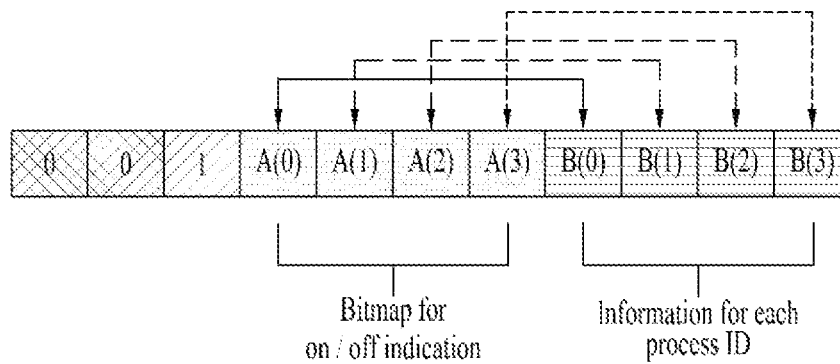 0 0 1 A(0) A(1) A(2) A(3) B(0) B(1) B(2) B(3)
Bitmap for
on / off indication
Information for each
process ID